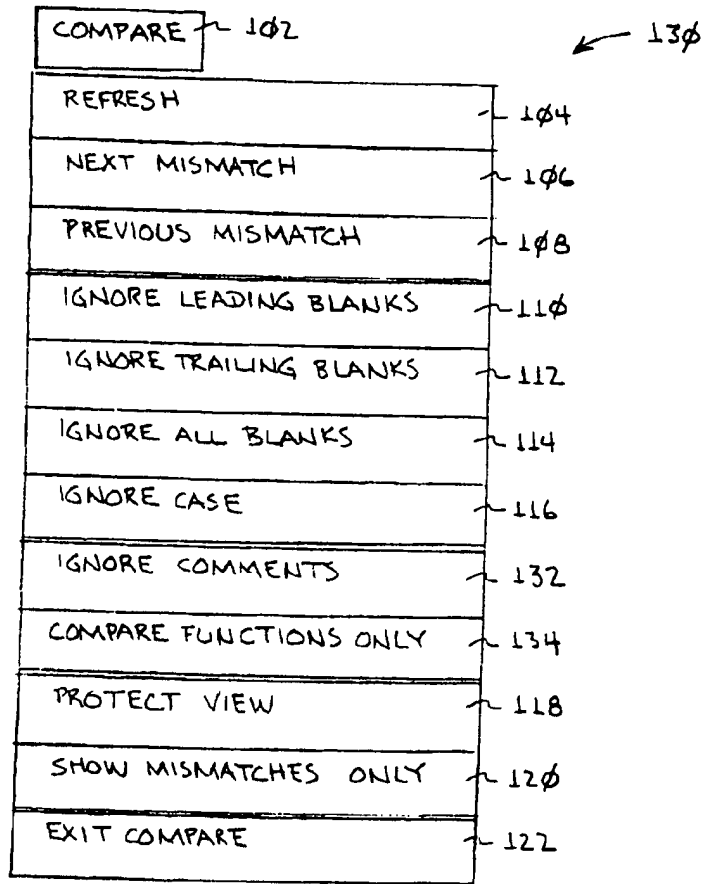 COMPARE 102
130
REFRESH 104
NEXT MISMATCH 106
PREVIOUS MISMATCH 108
IGNORE LEADING BLANKS 110
IGNORE TRAILING BLANKS 112
IGNORE ALL BLANKS 114
IGNORE CASE 116
IGNORE COMMENTS 132
COMPARE FUNCTIONS ONLY 134
PROTECT VIEW 118
SHOW MISMATCHES ONLY 120
EXIT COMPARE 122